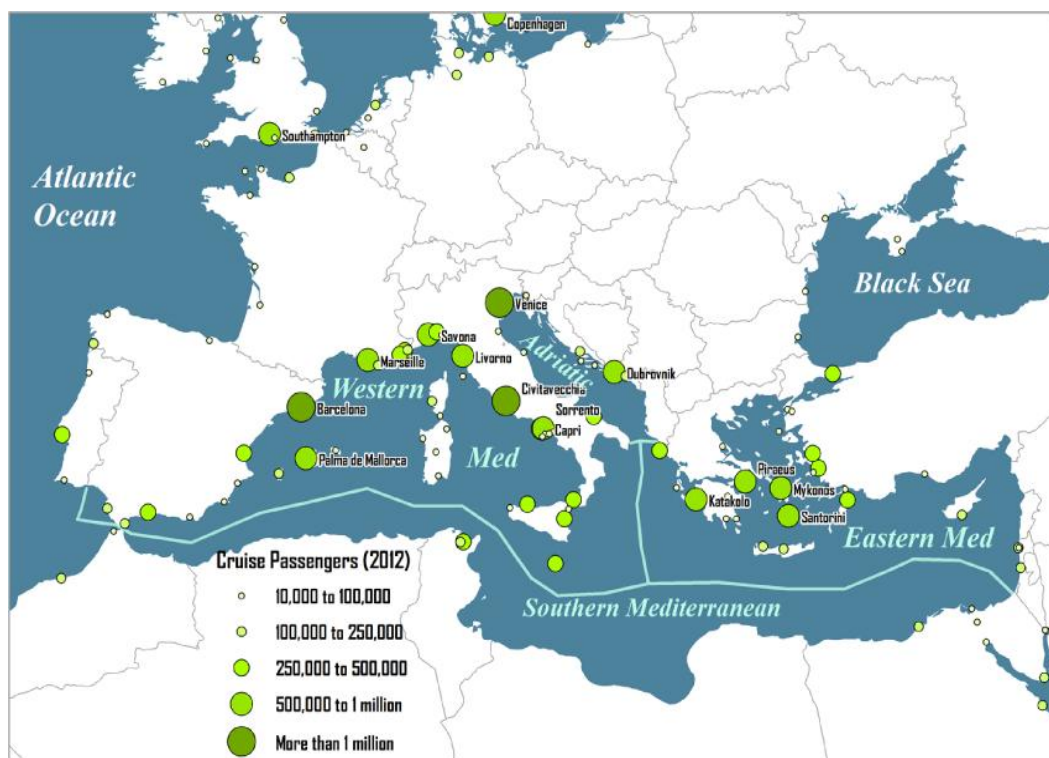 Copenhagen
Southampton
Atlantic
Ocean
Black Sea
Venice
Savona
Adriatic
Marseille
Livorno
Dubrovnik
Western
Civitavecchia
Barcelona
Sorrento
Capri
Med
Palma de Mallorca
Piraeus
Mykonos
Katakolo
Santorini
Eastern Med
Cruise Passengers (2012)
10,000 to 100,000
Southern Mediterranean
100,000 to 250,000
250,000 to 500,000
500,000 to 1 million
More than 1 million